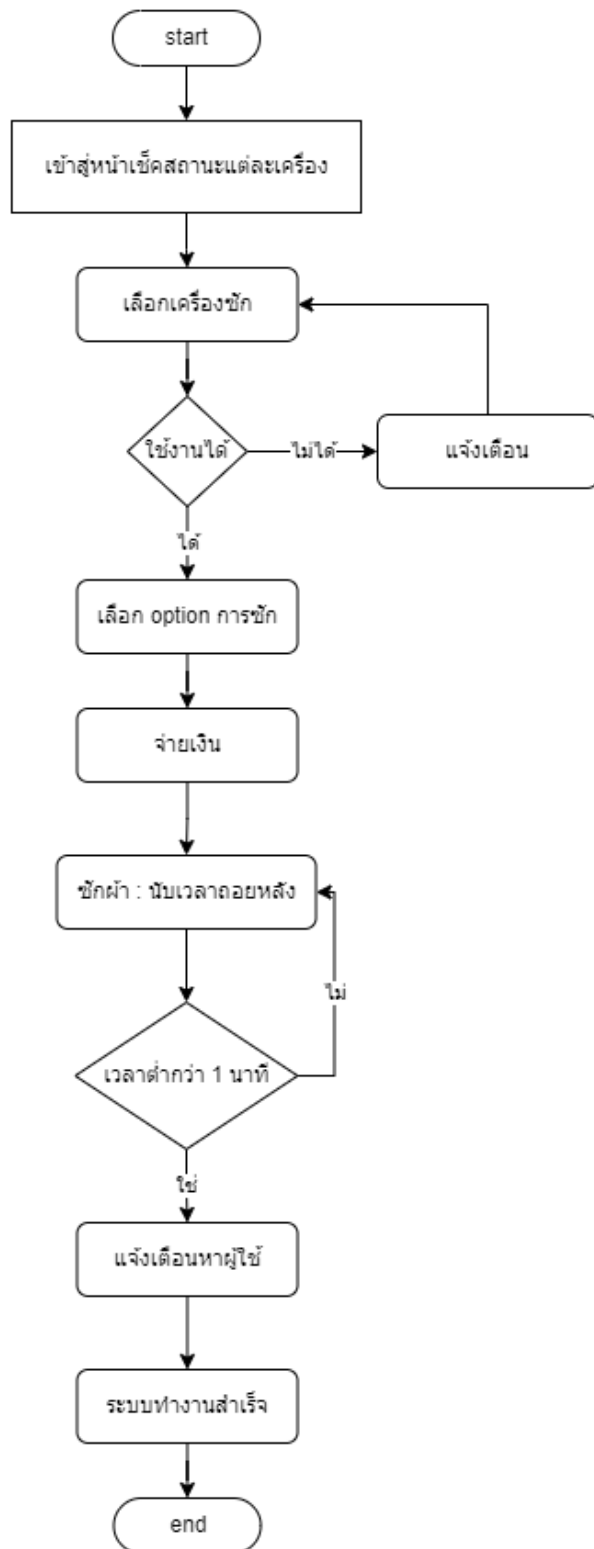 start
เข้าสู่หน้าเช็คสถานะแต่ละเครื่อง
เลือกเครื่องซัก
ใช้งานได้
ไม่ได้
แจ้งเตือน
ได้
เลือก option การซัก
จ่ายเงิน
ซักผ้า : นับเวลาถอยหลัง
ไม่
เวลาต่ำกว่า 1 นาที
ใช่
แจ้งเตือนหาผู้ใช้
ระบบทำงานสำเร็จ
end